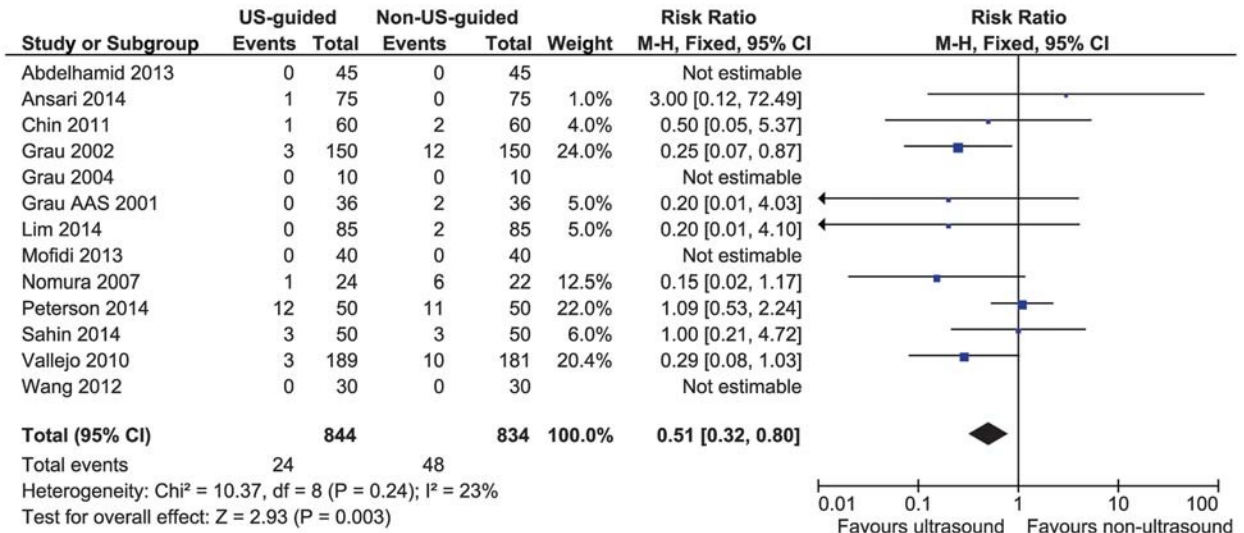 US-guided Non-US-guided Risk Ratio Risk Ratio
Study or Subgroup Events Total Events Total Weight M-H, Fixed, 95% CI M-H, Fixed, 95% CI
Abdelhamid 2013 0 45 0 45 Not estimable
Ansari 2014 1 75 0 75 1.0% 3.00 [0.12, 72.49]
Chin 2011 1 60 2 60 4.0% 0.50 [0.05, 5.37]
Grau 2002 3 150 12 150 24.0% 0.25 [0.07, 0.87]
Grau 2004 0 10 0 10 Not estimable
Grau AAS 2001 0 36 2 36 5.0% 0.20 [0.01, 4.03]
Lim 2014 0 85 2 85 5.0% 0.20 [0.01, 4.10]
Mofidi 2013 0 40 0 40 Not estimable
Nomura 2007 1 24 6 22 12.5% 0.15 [0.02, 1.17]
Peterson 2014 12 50 11 50 22.0% 1.09 [0.53, 2.24]
Sahin 2014 3 50 3 50 6.0% 1.00 [0.21, 4.72]
Vallejo 2010 3 189 10 181 20.4% 0.29 [0.08, 1.03]
Wang 2012 0 30 0 30 Not estimable
Total (95% CI) 844 834 100.0% 0.51 [0.32, 0.80]
Total events 24 48
Heterogeneity: Chi² = 10.37, df = 8 (P = 0.24); I² = 23%
Test for overall effect: Z = 2.93 (P = 0.003)
0.01 0.1 1 10 100
Favours ultrasound Favours non-ultrasound